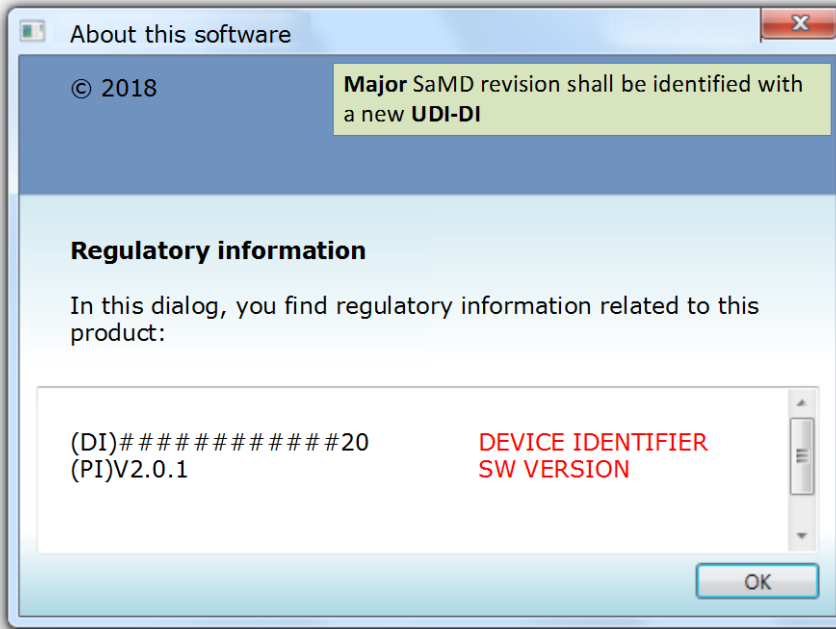 About this software
© 2018
Major SaMD revision shall be identified with
a new UDI-DI
Regulatory information
In this dialog, you find regulatory information related to this
product:
(DI)############20 DEVICE IDENTIFIER
(PI)V2.0.1 SW VERSION
OK